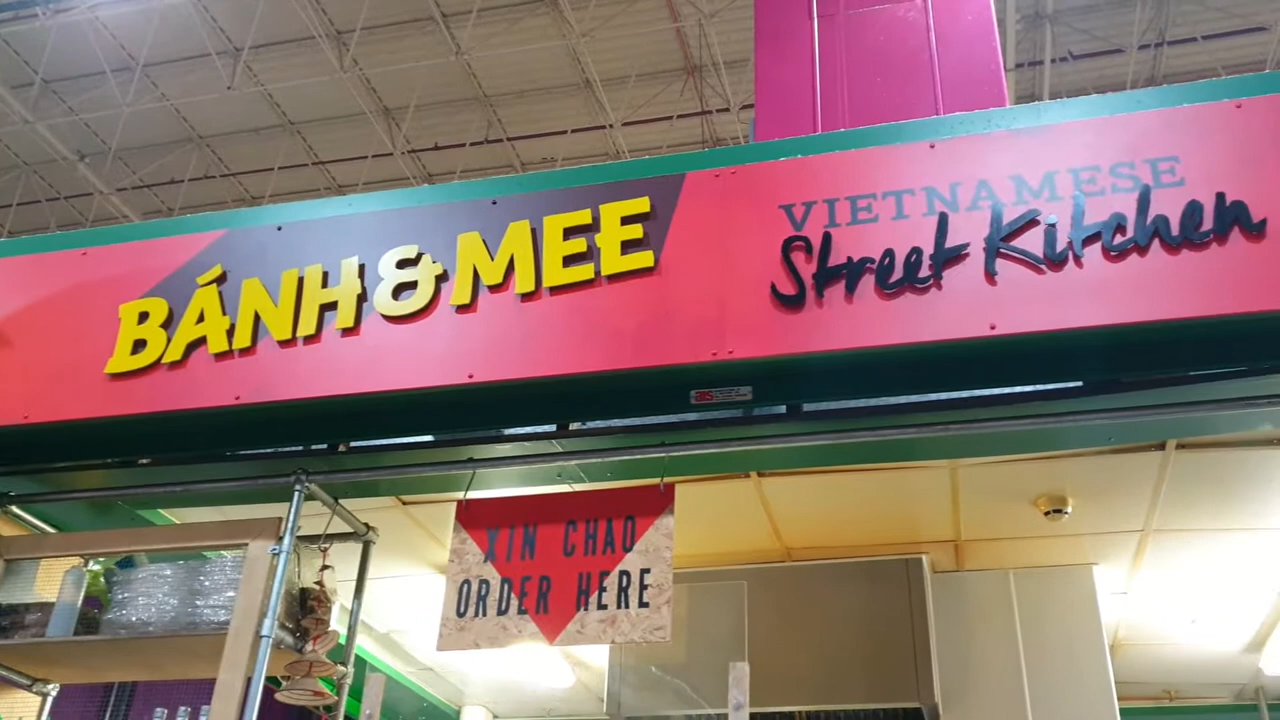 BÁNH & MEE
VIETNAMESE
Street Kitchen
XIN CHAO
ORDER HERE